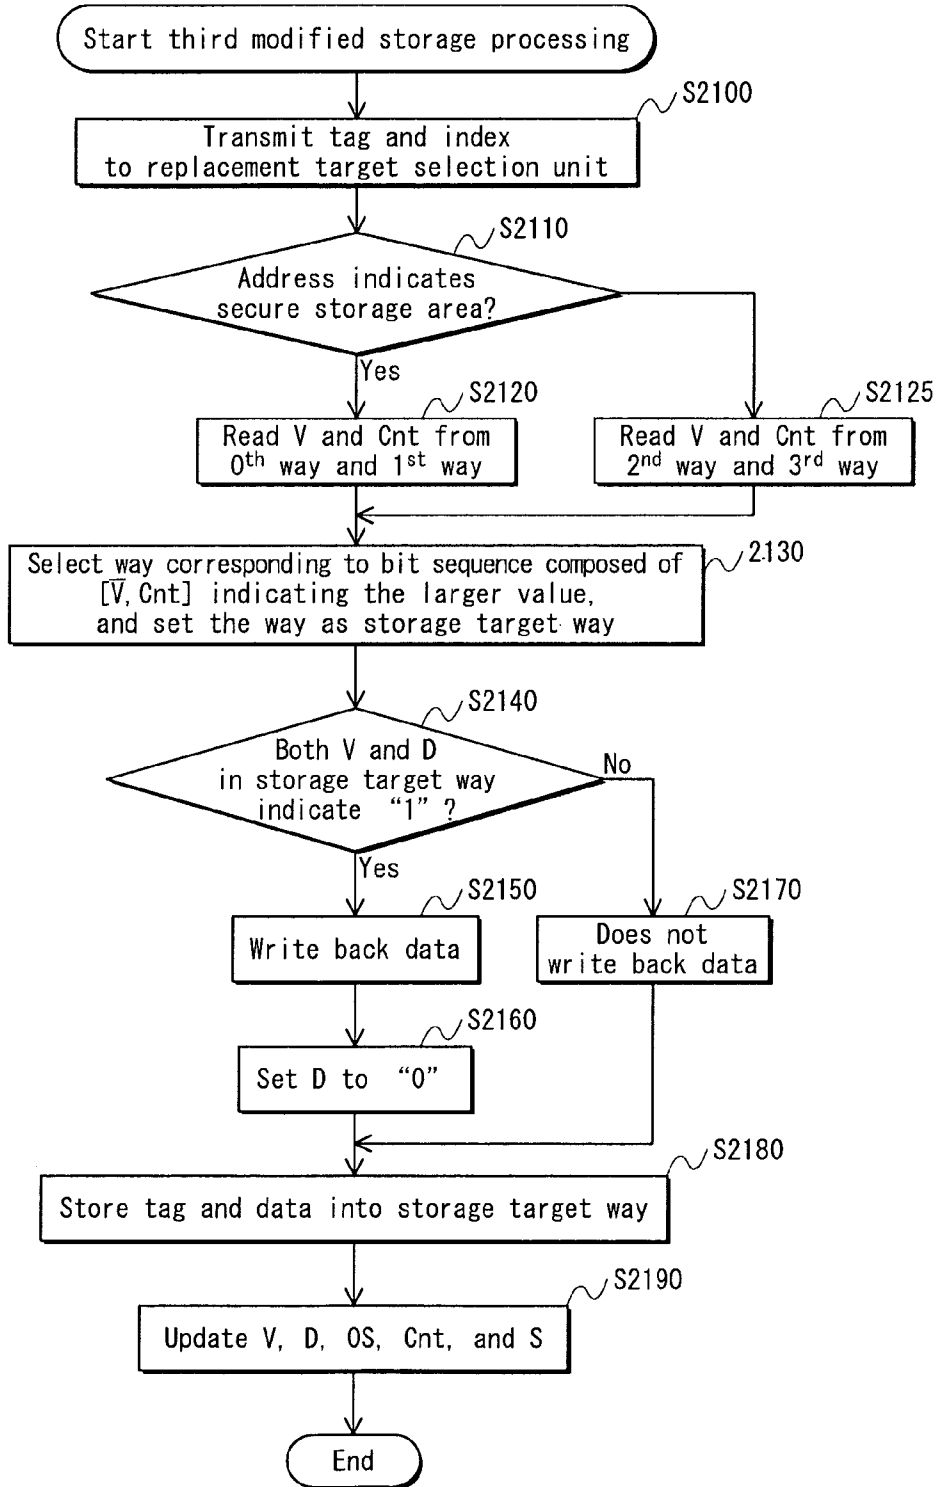 Start third modified storage processing
S2100
Transmit tag and index
to replacement target selection unit
S2110
Address indicates
secure storage area?
Yes
S2120
Read V and Cnt from
0th way and 1st way
S2125
Read V and Cnt from
2nd way and 3rd way
2130
Select way corresponding to bit sequence composed of
[V̅, Cnt] indicating the larger value,
and set the way as storage target way
S2140
Both V and D
in storage target way
indicate “1” ?
No
Yes
S2150
Write back data
S2170
Does not
write back data
S2160
Set D to “0”
S2180
Store tag and data into storage target way
S2190
Update V, D, OS, Cnt, and S
End